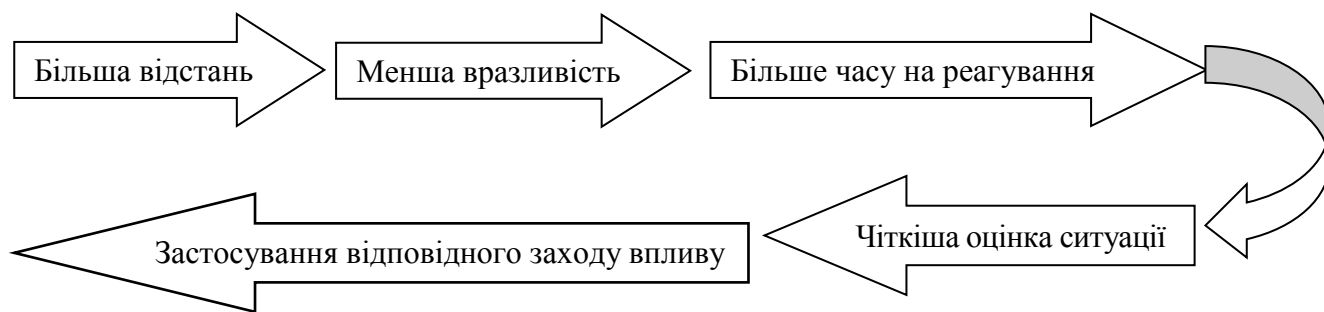 Більша відстань
Менша вразливість
Більше часу на реагування
Чіткіша оцінка ситуації
Застосування відповідного заходу впливу